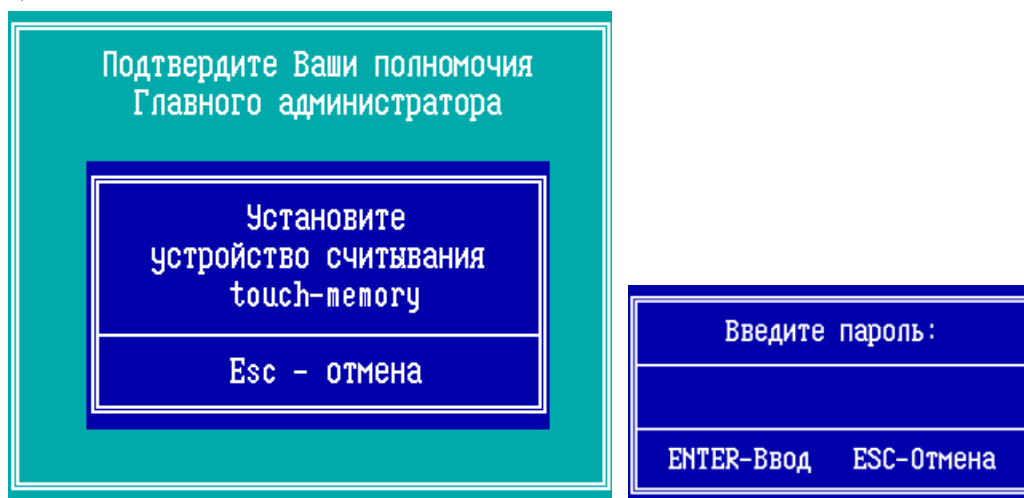 Подтвердите Ваши полномочия
Главного администратора
Установите
устройство считывания
touch-memory
Esc - отмена
Введите пароль:
ENTER-Ввод ESC-Отмена